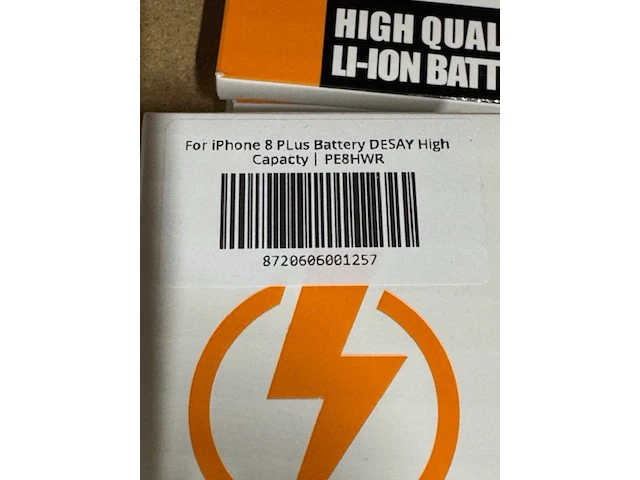 HIGH QUAL
LI-ION BATT
For iPhone 8 PLus Battery DESAY High
Capacty | PE8HWR
8720606001257